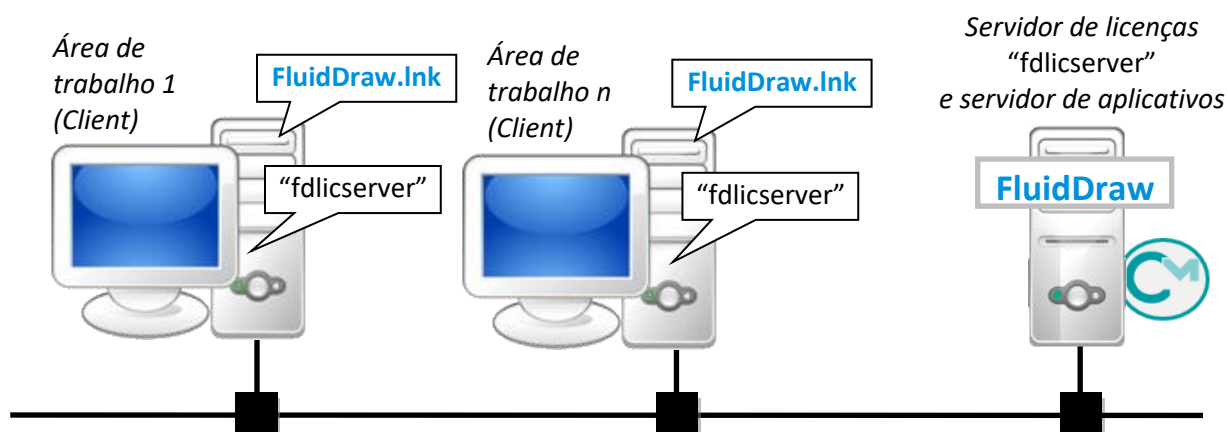 Área de
trabalho 1
(Client)
FluidDraw.lnk
“fdlicserver”
Área de
trabalho n
(Client)
FluidDraw.lnk
“fdlicserver”
Servidor de licenças
“fdlicserver”
e servidor de aplicativos
FluidDraw
CM